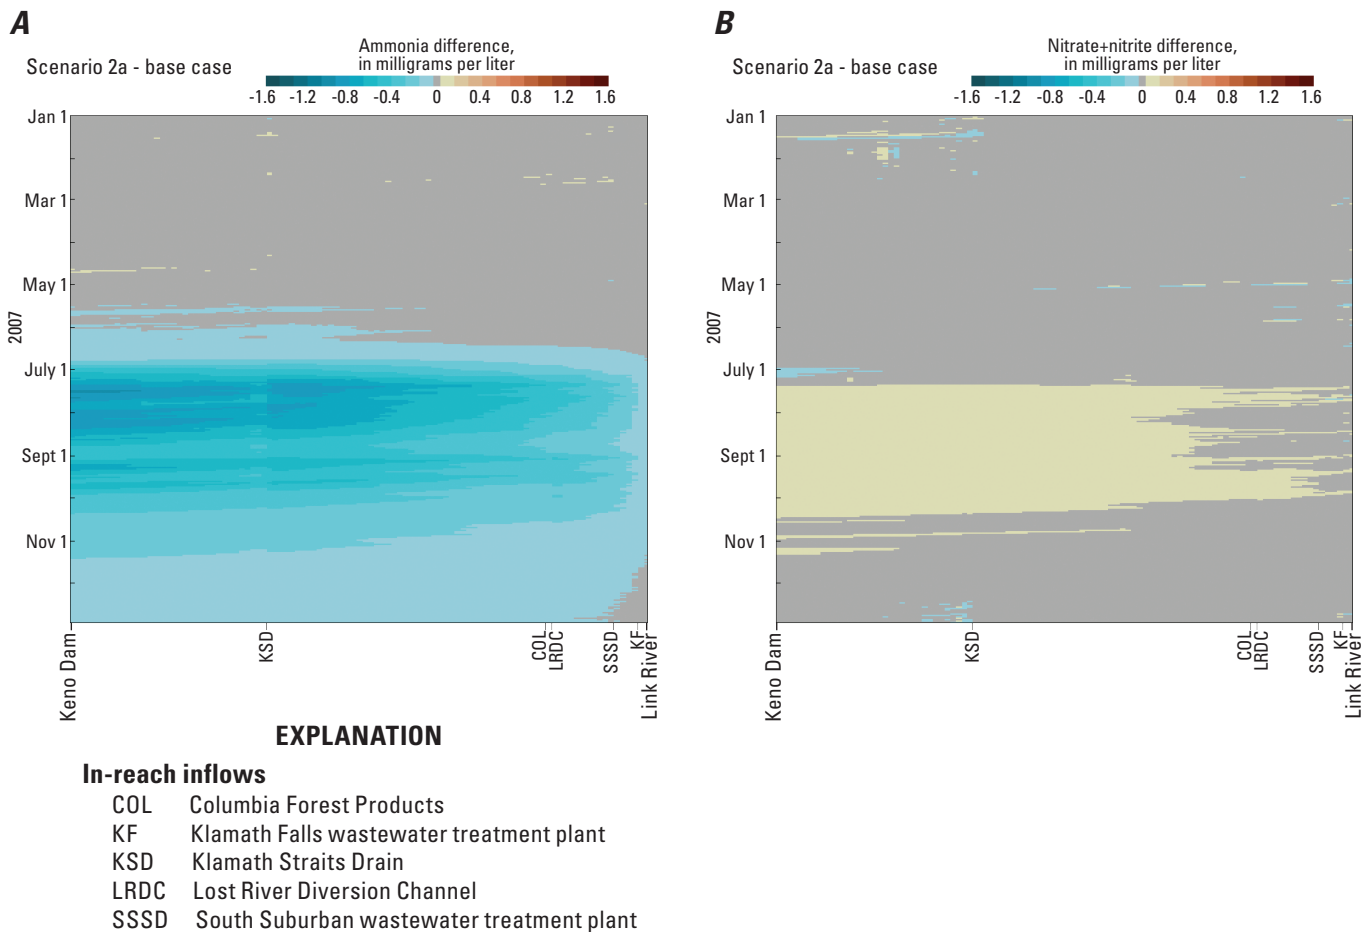 A
Scenario 2a - base case
Ammonia difference,
in milligrams per liter
-1.6 -1.2 -0.8 -0.4 0 0.4 0.8 1.2 1.6
Jan 1
Mar 1
May 1
July 1
Sept 1
Nov 1
2007
Keno Dam
KSD
COL
LRDC
SSSD
KF
Link River
B
Scenario 2a - base case
Nitrate+nitrite difference,
in milligrams per liter
-1.6 -1.2 -0.8 -0.4 0 0.4 0.8 1.2 1.6
Jan 1
Mar 1
May 1
July 1
Sept 1
Nov 1
2007
Keno Dam
KSD
COL
LRDC
SSSD
KF
Link River
EXPLANATION
In-reach inflows
COL Columbia Forest Products
KF Klamath Falls wastewater treatment plant
KSD Klamath Straits Drain
LRDC Lost River Diversion Channel
SSSD South Suburban wastewater treatment plant